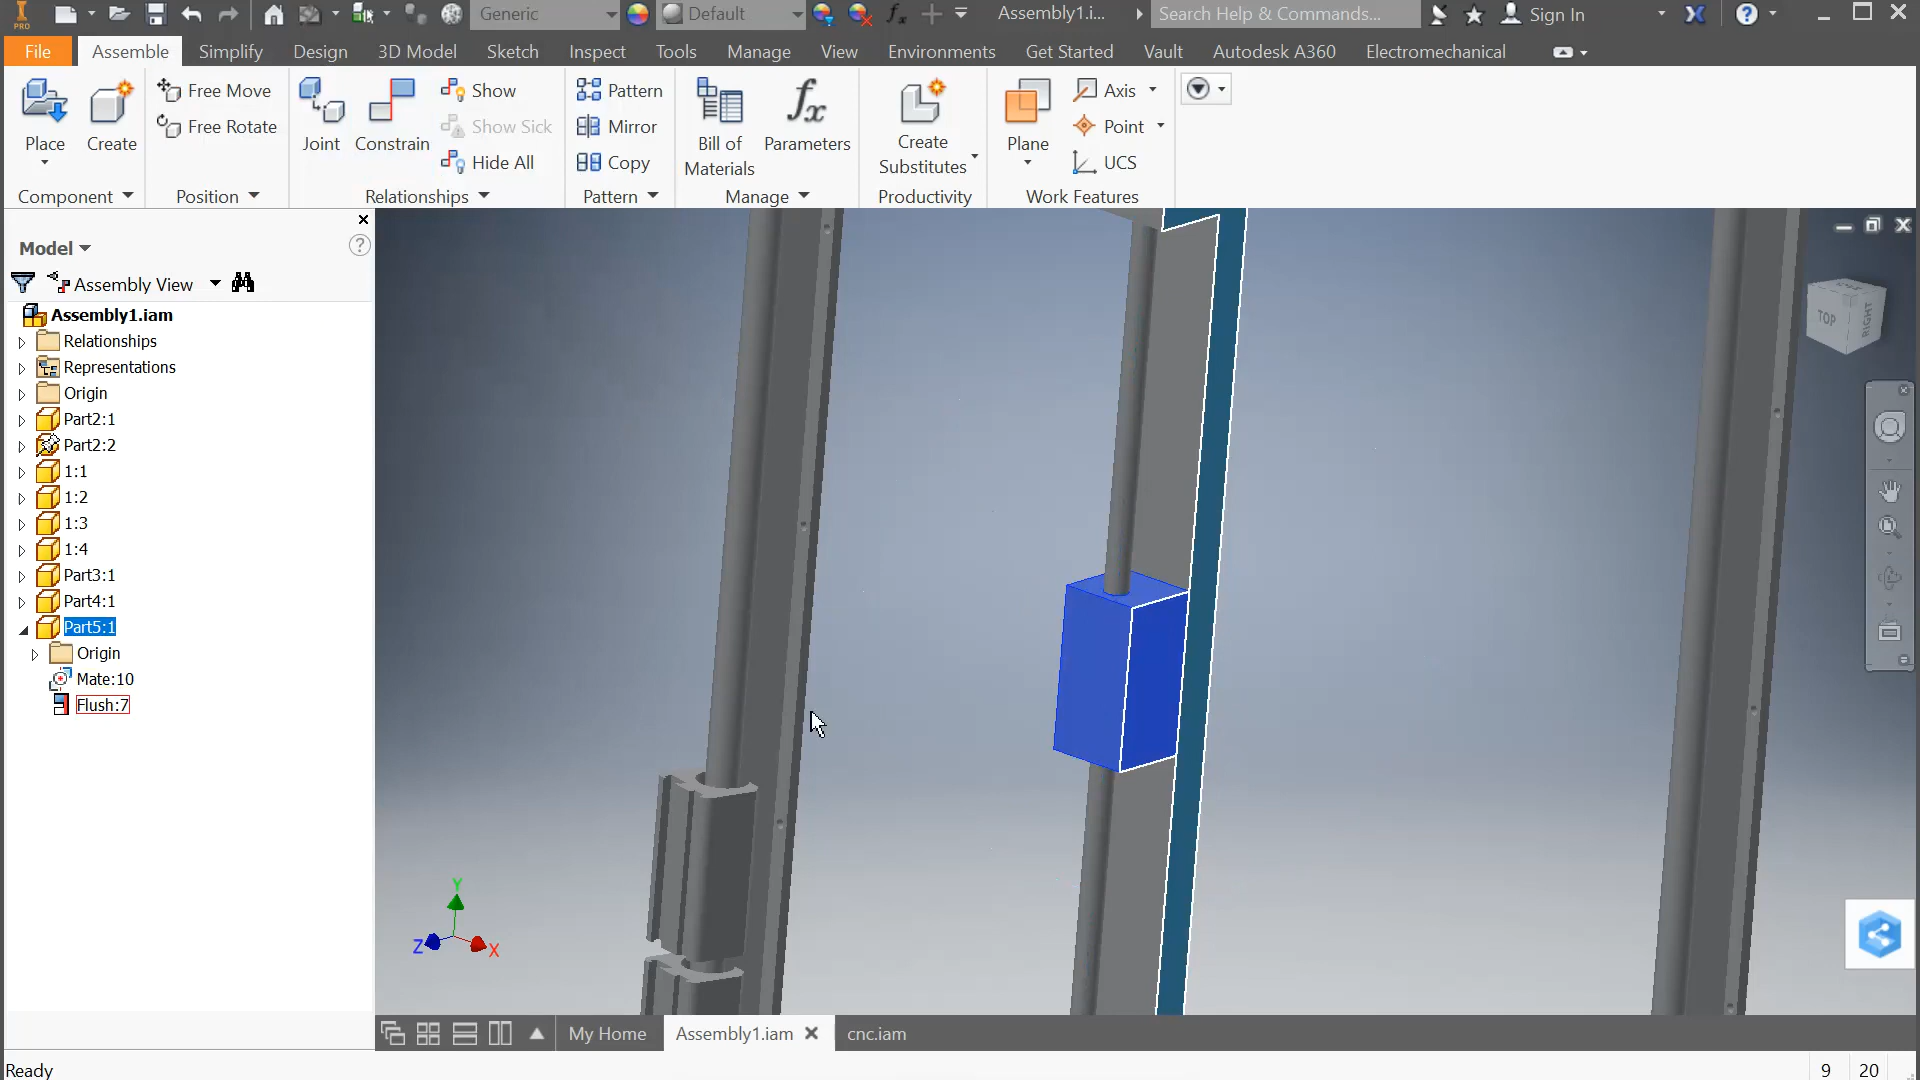 Generic
Default
fx
Assembly1.i...
Search Help & Commands...
Sign In
PRO
File
Assemble
Simplify
Design
3D Model
Sketch
Inspect
Tools
Manage
View
Environments
Get Started
Vault
Autodesk A360
Electromechanical
Place
Create
Free Move
Free Rotate
Joint
Constrain
Show
Show Sick
Hide All
Pattern
Mirror
Copy
Bill of
Materials
fx
Parameters
Create
Substitutes
Plane
Axis
Point
UCS
Component
Position
Relationships
Pattern
Manage
Productivity
Work Features
Model
Assembly View
Assembly1.iam
Relationships
Representations
Origin
Part2:1
Part2:2
1:1
1:2
1:3
1:4
Part3:1
Part4:1
Part5:1
Origin
Mate:10
Flush:7
TOP
RIGHT
Y
Z
X
My Home
Assembly1.iam
cnc.iam
Ready
9
20